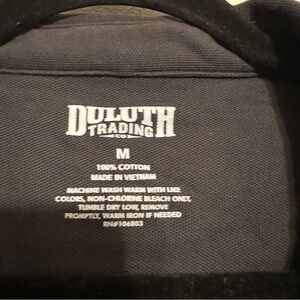 DULUTH
TRADING
CO
M
100% COTTON
MADE IN VIETNAM
MACHINE WASH WARM WITH LIKE
COLORS, NON-CHLORINE BLEACH ONLY,
TUMBLE DRY LOW, REMOVE
PROMPTLY, WARM IRON IF NEEDED
RN#106803